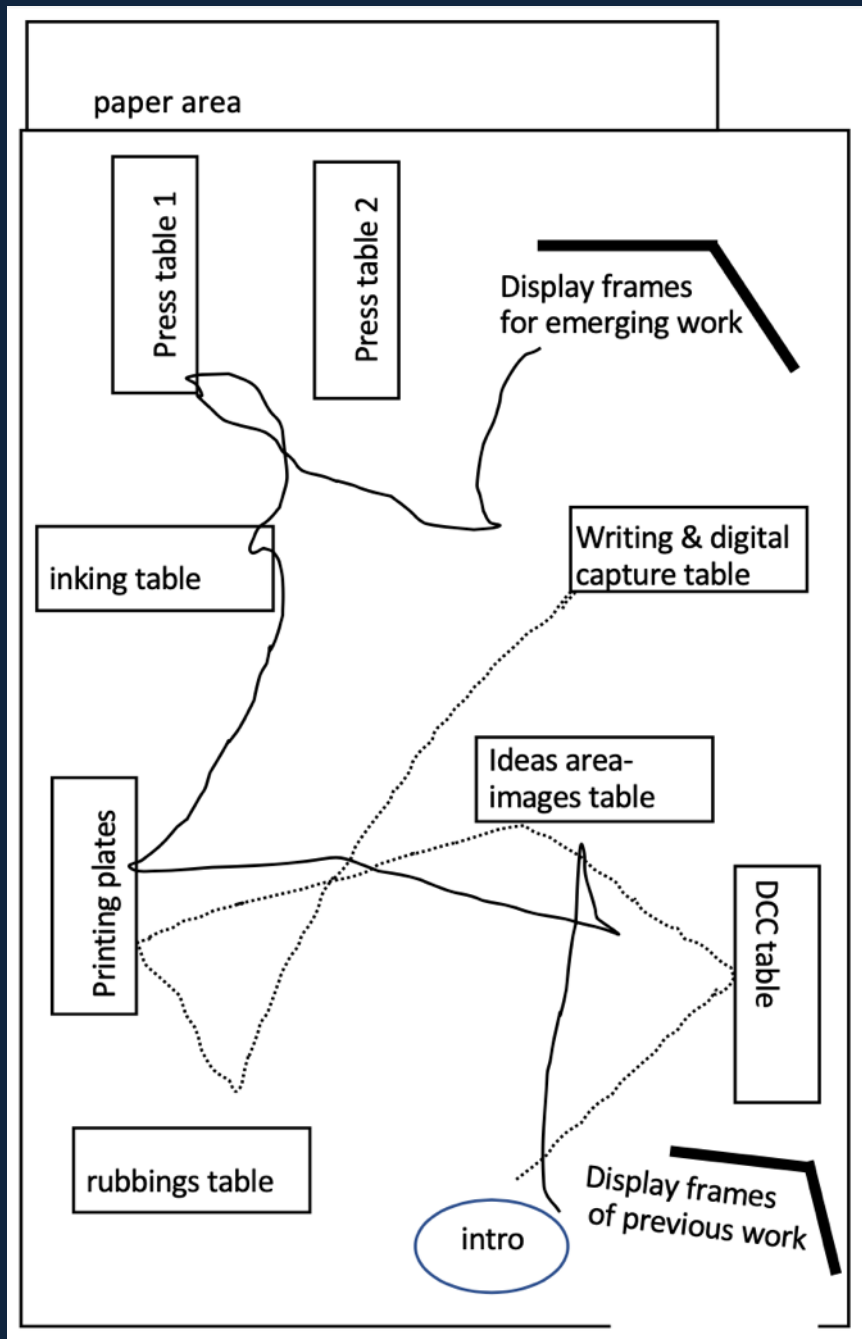 paper area
Press table 1
Press table 2
Display frames
for emerging work
inking table
Writing & digital
capture table
Ideas area-
images table
Printing plates
DCC table
rubbings table
Display frames
of previous work
intro